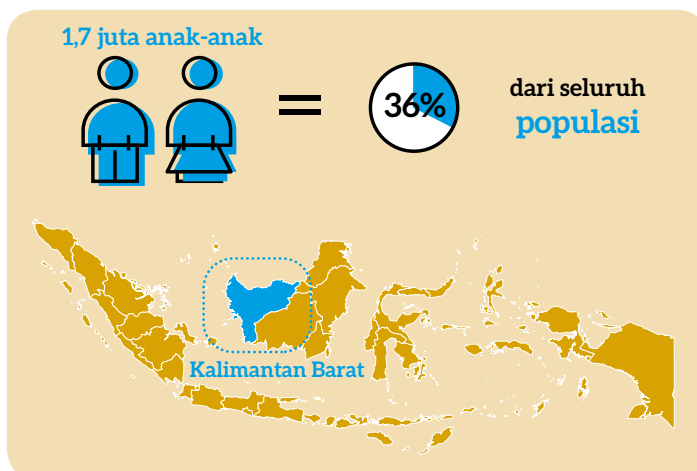 1,7 juta anak-anak
36%
dari seluruh
populasi
Kalimantan Barat